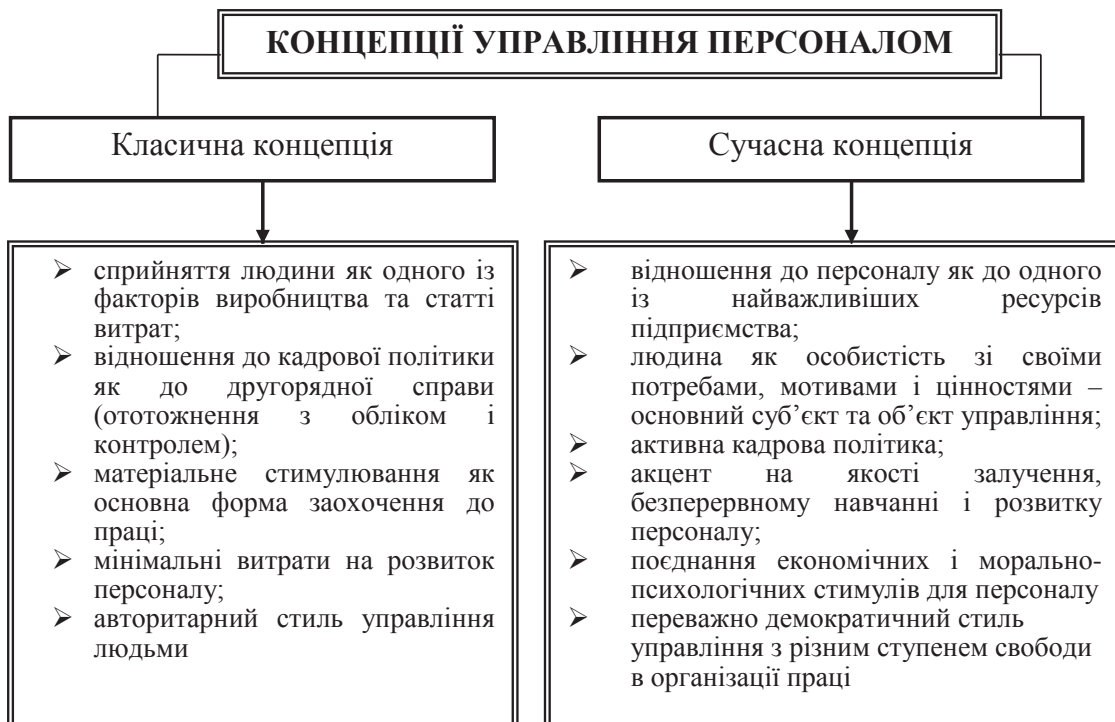 КОНЦЕПЦІЇ УПРАВЛІННЯ ПЕРСОНАЛОМ
Класична концепція
➢ сприйняття людини як одного із
факторів виробництва та статті
витрат;
➢ відношення до кадрової політики
як до другорядної справи
(ототожнення з обліком і
контролем);
➢ матеріальне стимулювання як
основна форма заохочення до
праці;
➢ мінімальні витрати на розвиток
персоналу;
➢ авторитарний стиль управління
людьми
Сучасна концепція
➢ відношення до персоналу як до одного
із найважливіших ресурсів
підприємства;
➢ людина як особистість зі своїми
потребами, мотивами і цінностями –
основний суб’єкт та об’єкт управління;
➢ активна кадрова політика;
➢ акцент на якості залучення,
безперервному навчанні і розвитку
персоналу;
➢ поєднання економічних і морально-
психологічних стимулів для персоналу
➢ переважно демократичний стиль
управління з різним ступенем свободи
в організації праці